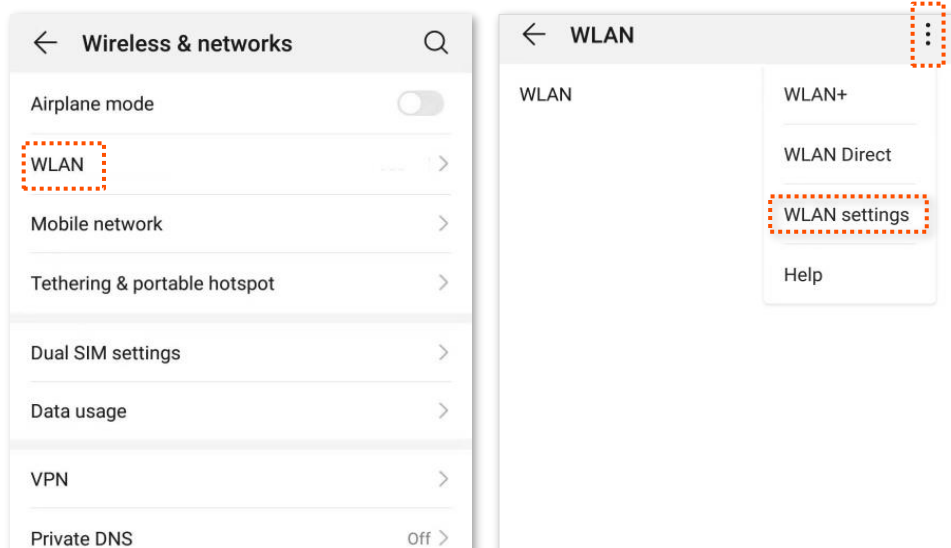 Wireless & networks
Airplane mode
WLAN
Mobile network
Tethering & portable hotspot
Dual SIM settings
Data usage
VPN
Private DNS Off
WLAN
WLAN
WLAN+
WLAN Direct
WLAN settings
Help